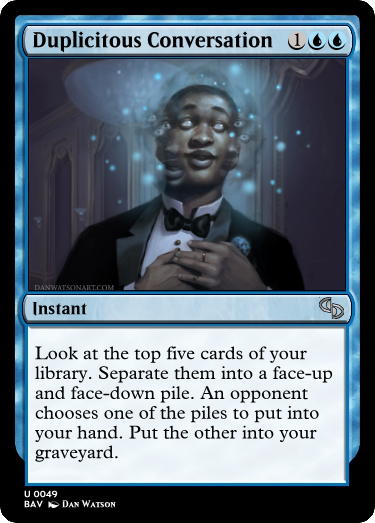 Duplicitous Conversation 1
DANWATSONART.COM
Instant
Look at the top five cards of your
library. Separate them into a face-up
and face-down pile. An opponent
chooses one of the piles to put into
your hand. Put the other into your
graveyard.
U 0049
BAV DAN WATSON